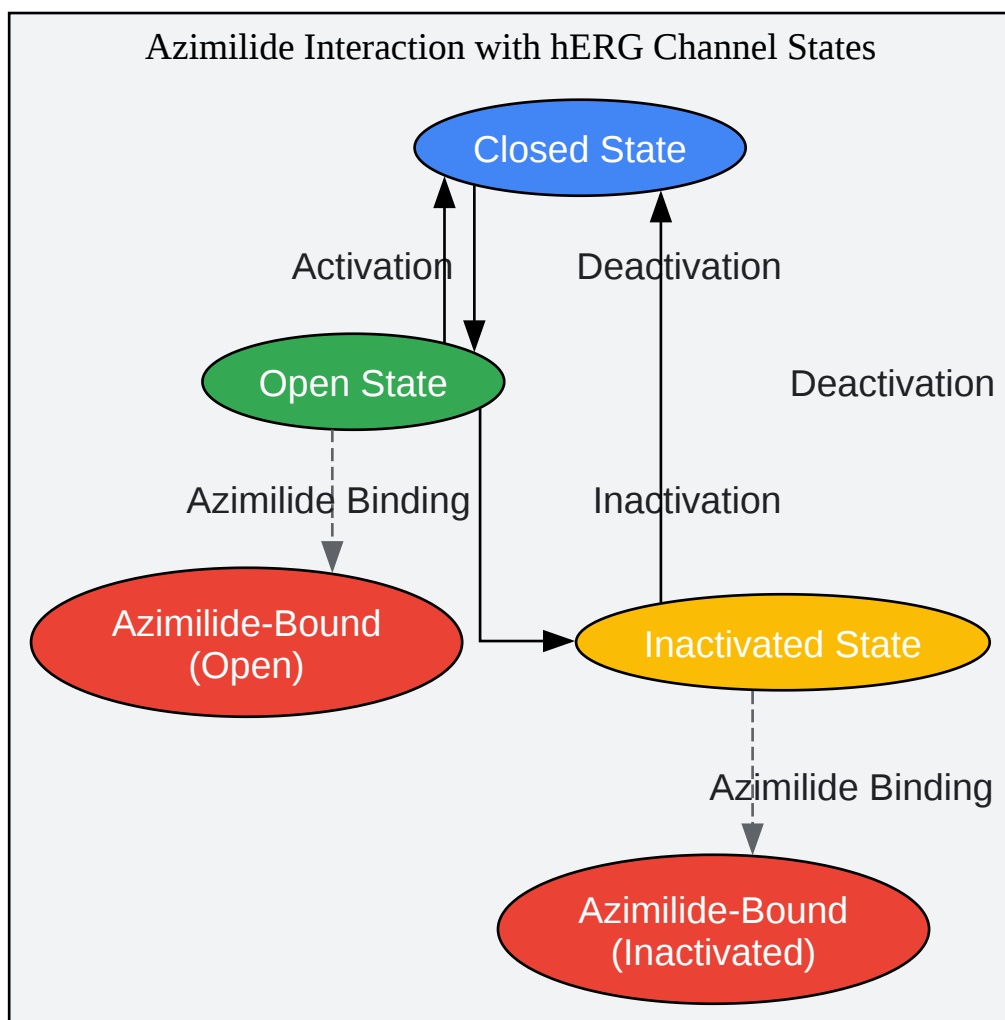 Azimilide Interaction with hERG Channel States
Closed State
Activation
Deactivation
Open State
Deactivation
Azimilide Binding
Inactivation
Azimilide-Bound
(Open)
Inactivated State
Azimilide Binding
Azimilide-Bound
(Inactivated)